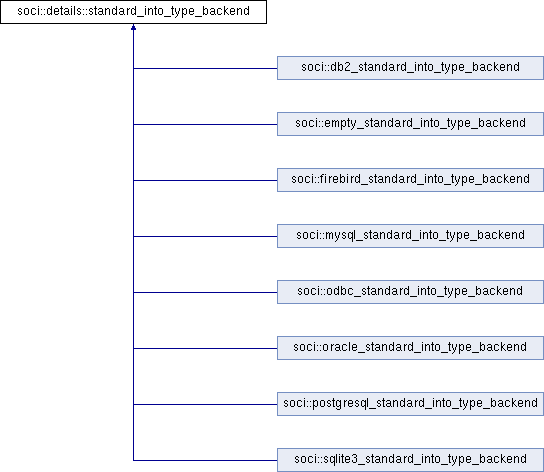 soci::details::standard_into_type_backend
soci::db2_standard_into_type_backend
soci::empty_standard_into_type_backend
soci::firebird_standard_into_type_backend
soci::mysql_standard_into_type_backend
soci::odbc_standard_into_type_backend
soci::oracle_standard_into_type_backend
soci::postgresql_standard_into_type_backend
soci::sqlite3_standard_into_type_backend